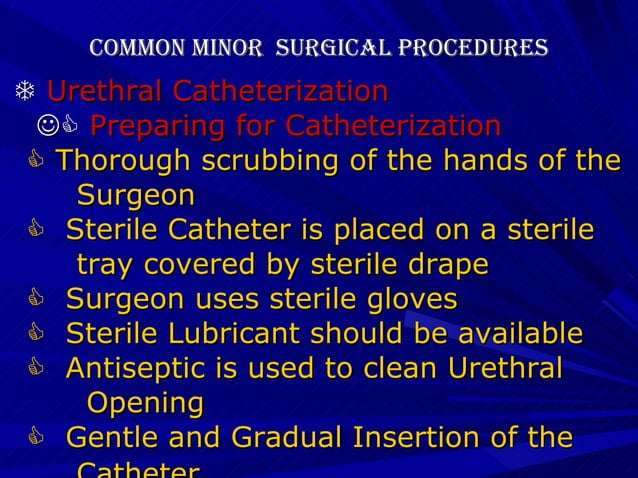 COMMON MINOR SURGICAL PROCEDURES
Urethral Catheterization
Preparing for Catheterization
Thorough scrubbing of the hands of the
Surgeon
Sterile Catheter is placed on a sterile
tray covered by sterile drape
Surgeon uses sterile gloves
Sterile Lubricant should be available
Antiseptic is used to clean Urethral
Opening
Gentle and Gradual Insertion of the
Catheter